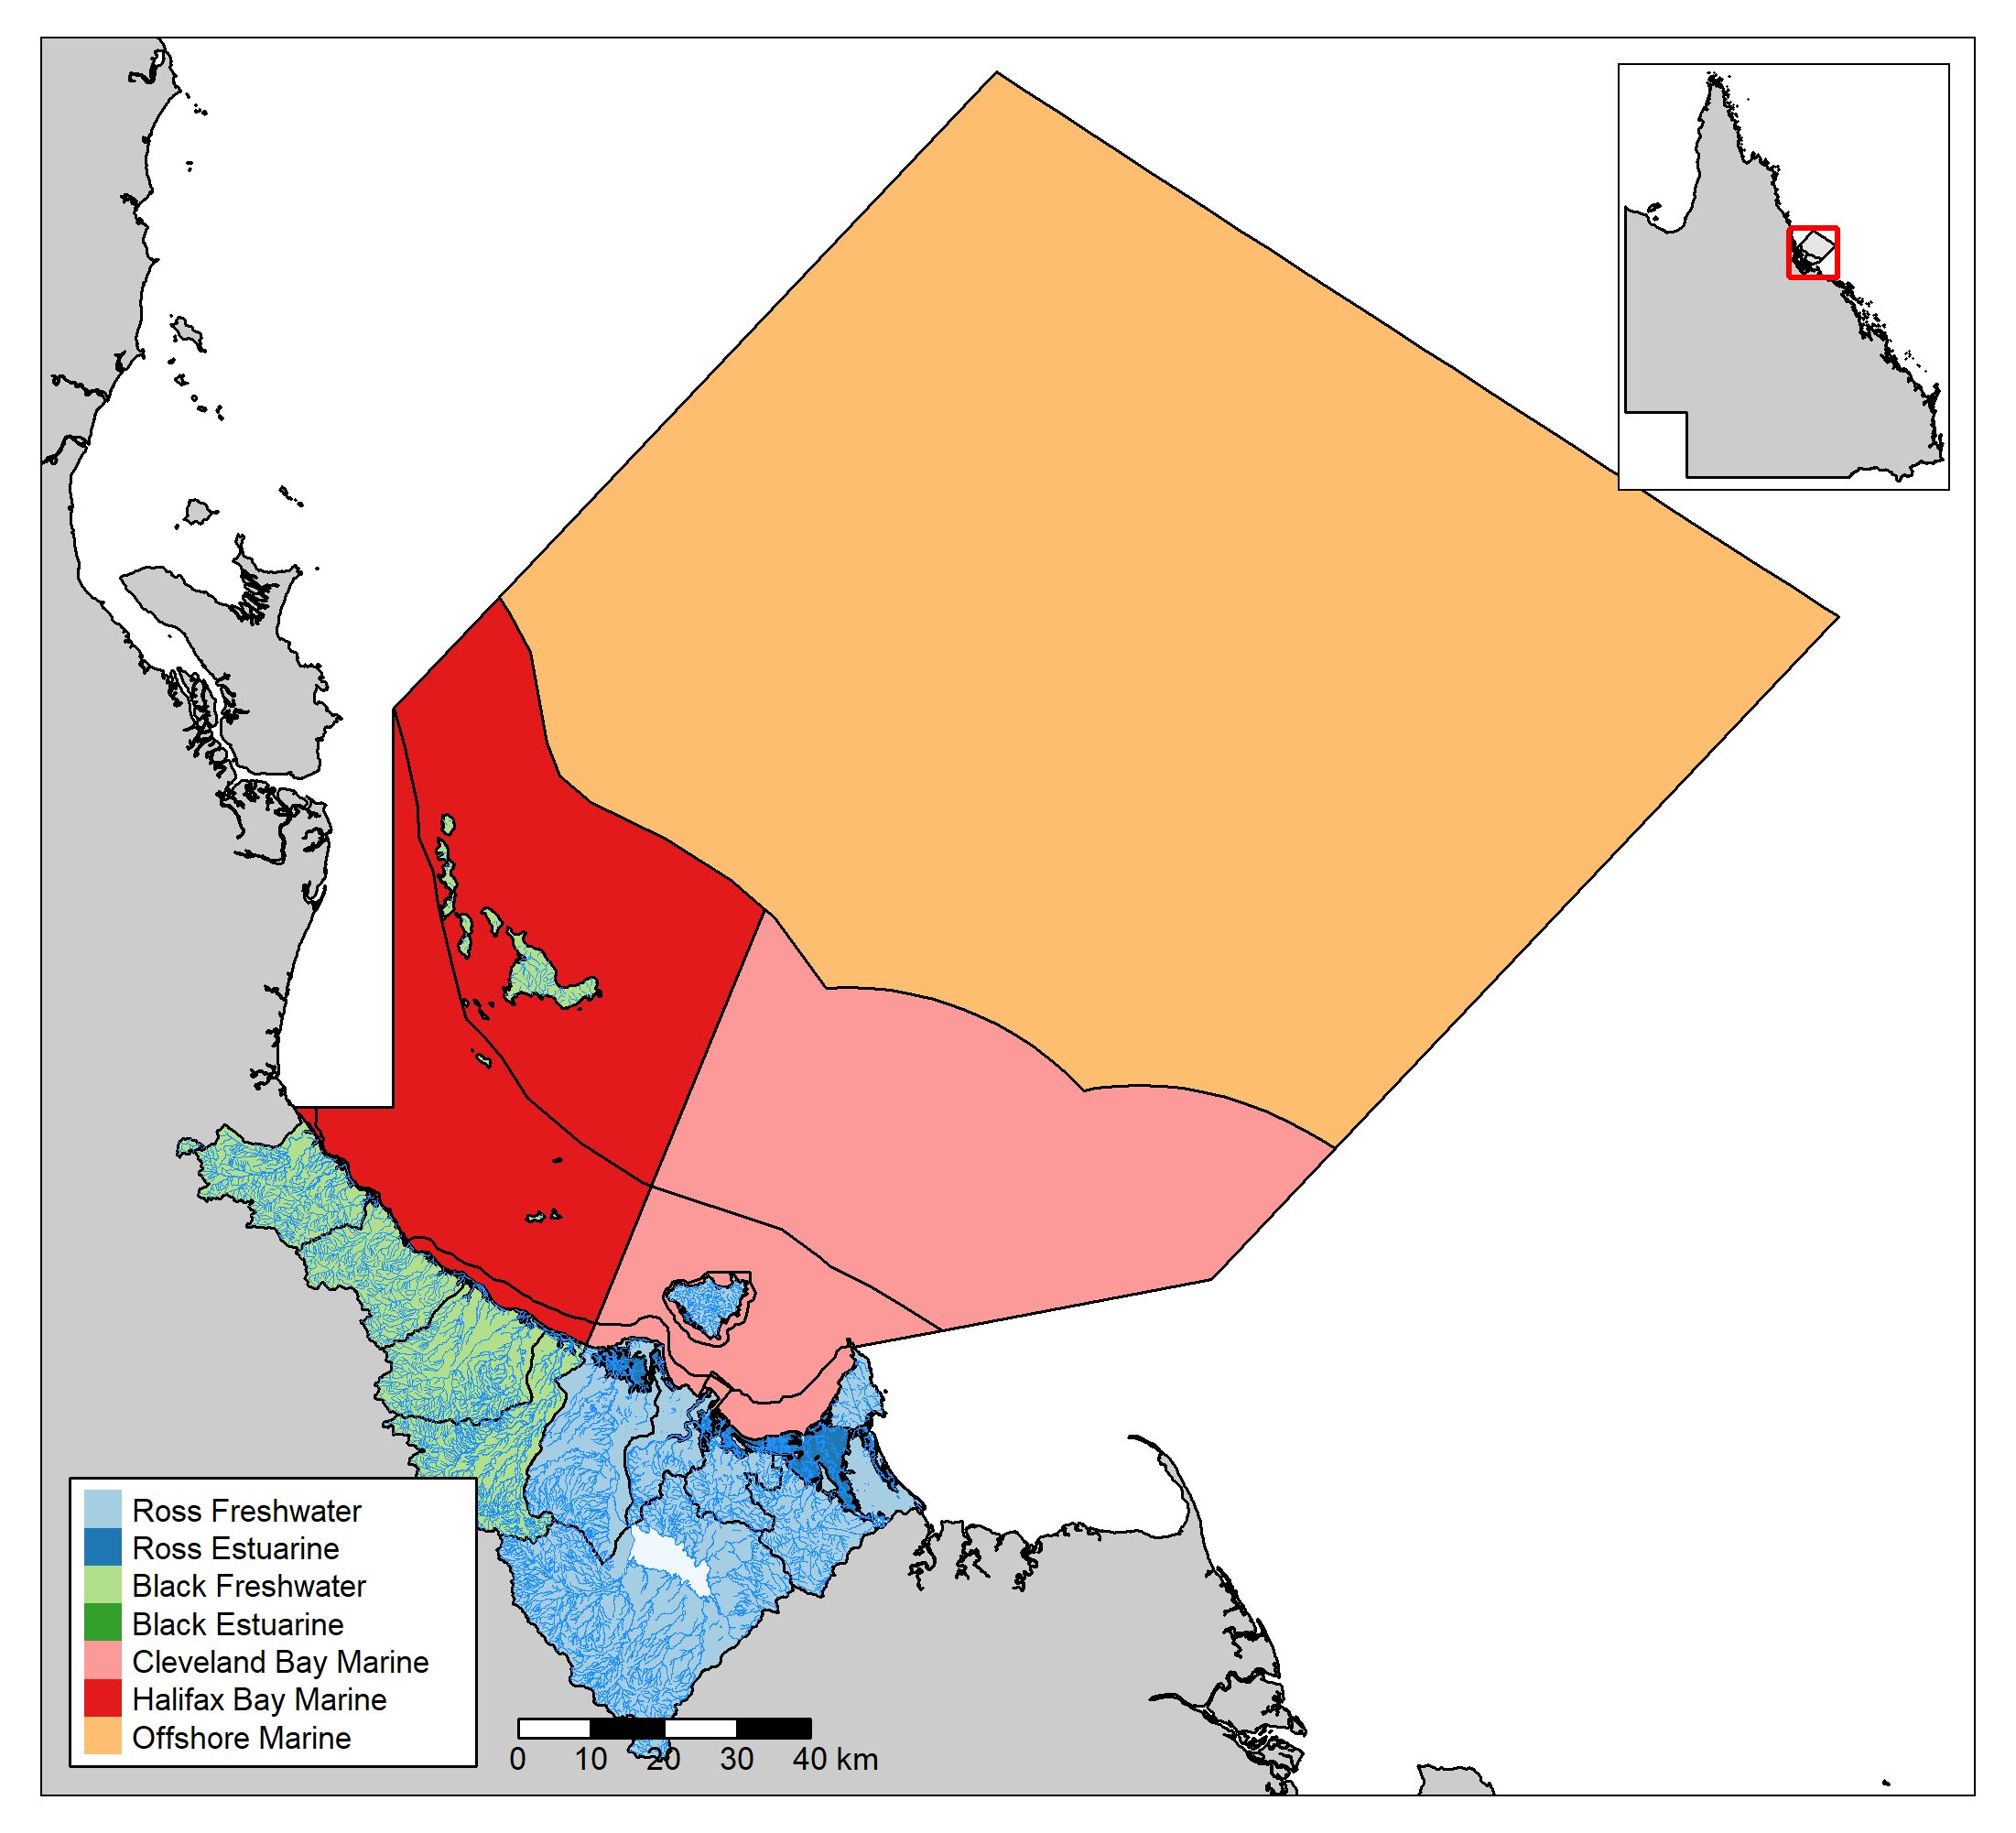 Ross Freshwater
Ross Estuarine
Black Freshwater
Black Estuarine
Cleveland Bay Marine
Halifax Bay Marine
Offshore Marine
0 10 20 30 40 km